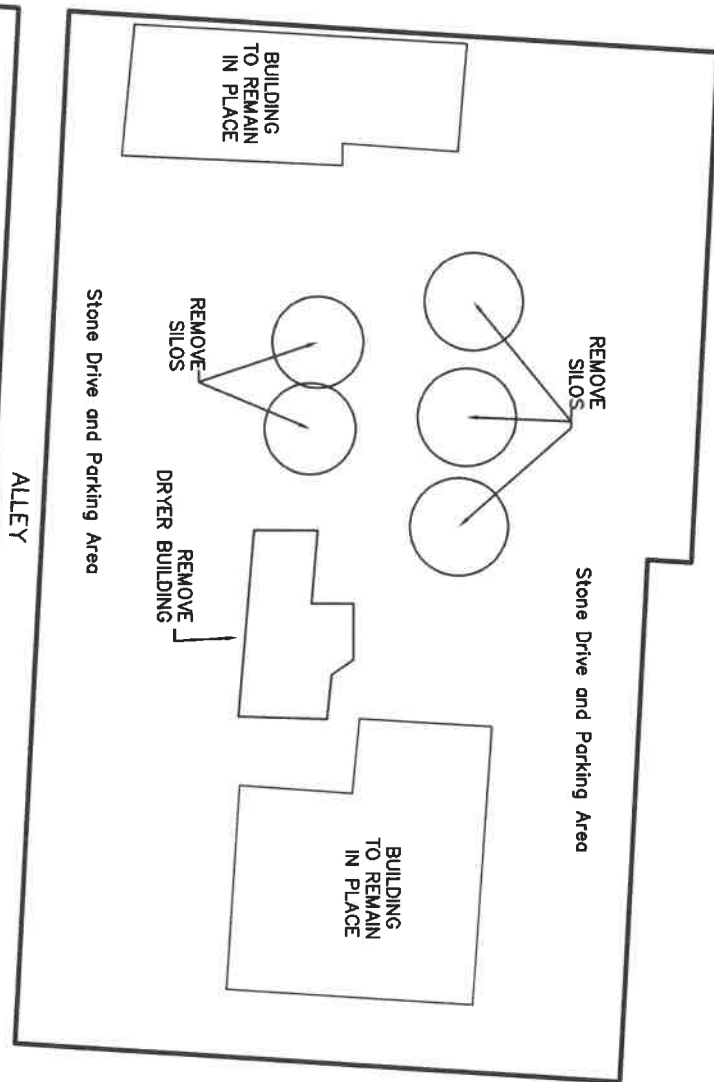 BUILDING
TO REMAIN
IN PLACE
REMOVE
SILOS
REMOVE
SILOS
Stone Drive and Parking Area
Stone Drive and Parking Area
REMOVE
DRYER BUILDING
BUILDING
TO REMAIN
IN PLACE
ALLEY